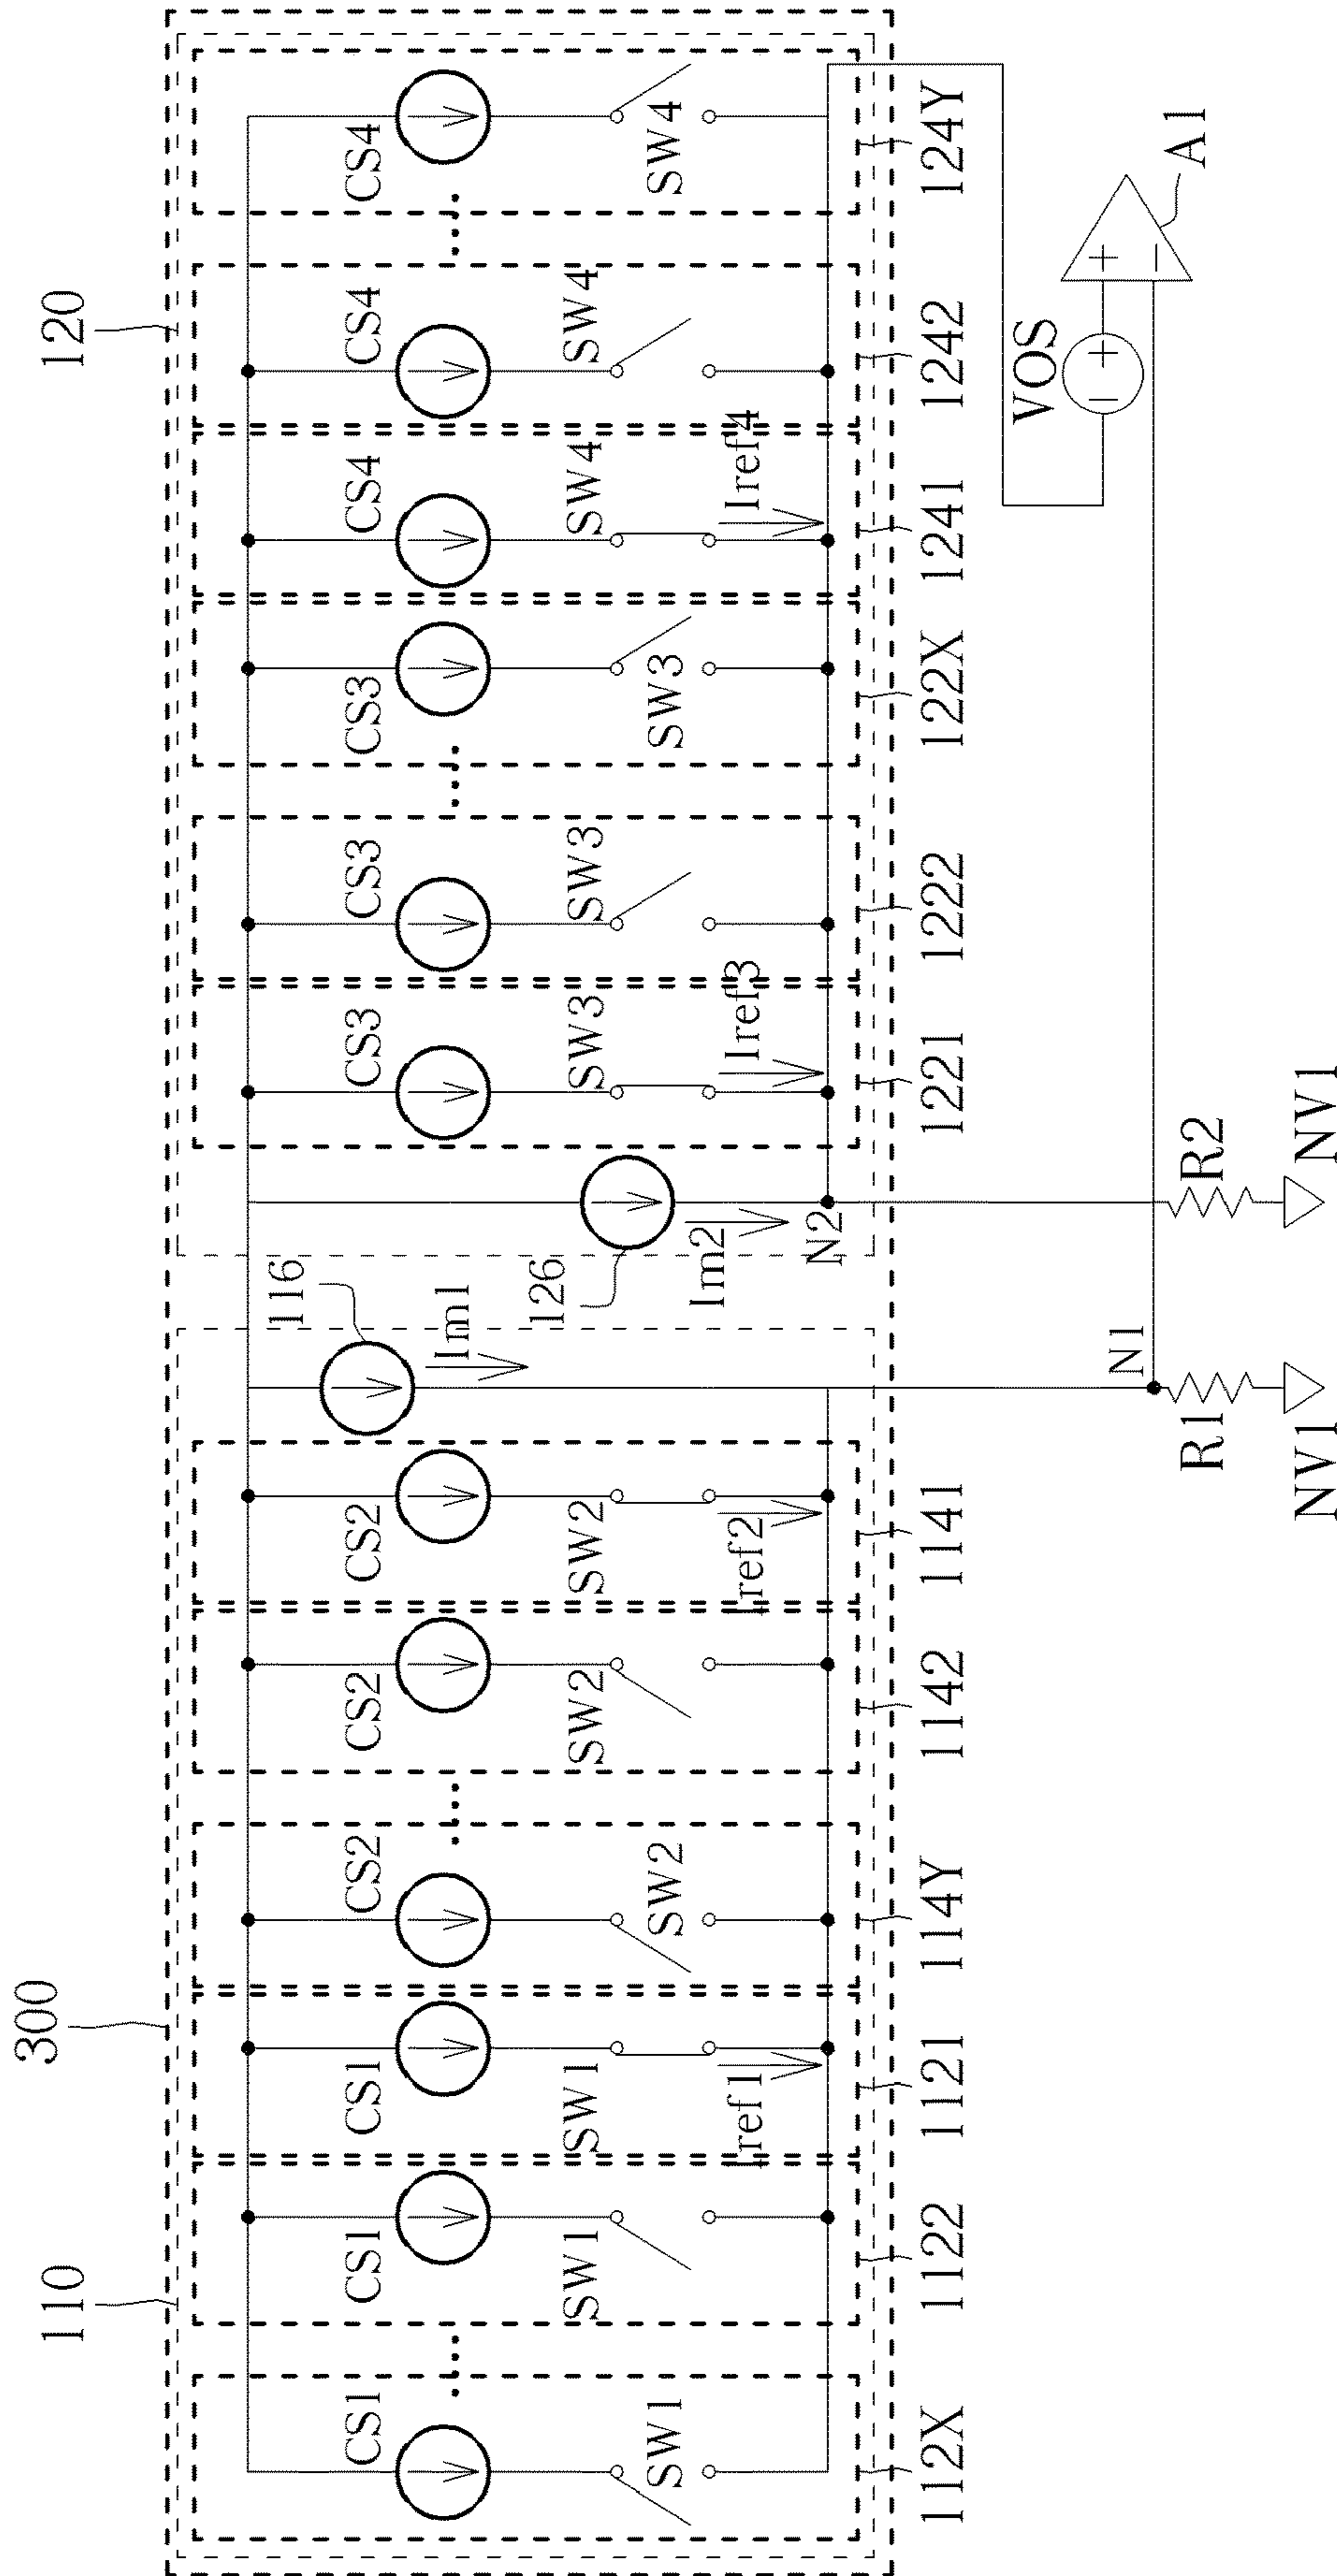 110 300 120
116
CS1 CS1 CS1 CS2 CS2 CS2 CS3 CS3 CS3 CS4 CS4 CS4
Im1
.... .... .... ....
126
SW1 SW1 SW2 SW2 SW3 SW3 SW4 SW4
SW1 SW2 SW3 SW4
Im2
Iref1 Iref2 Iref3 Iref4
N2
112X 1122 1121 114Y 1142 1141 1221 1222 122X 1241 1242 124Y
VOS
− + +
N1
−
A1
R1 R2
NV1 NV1